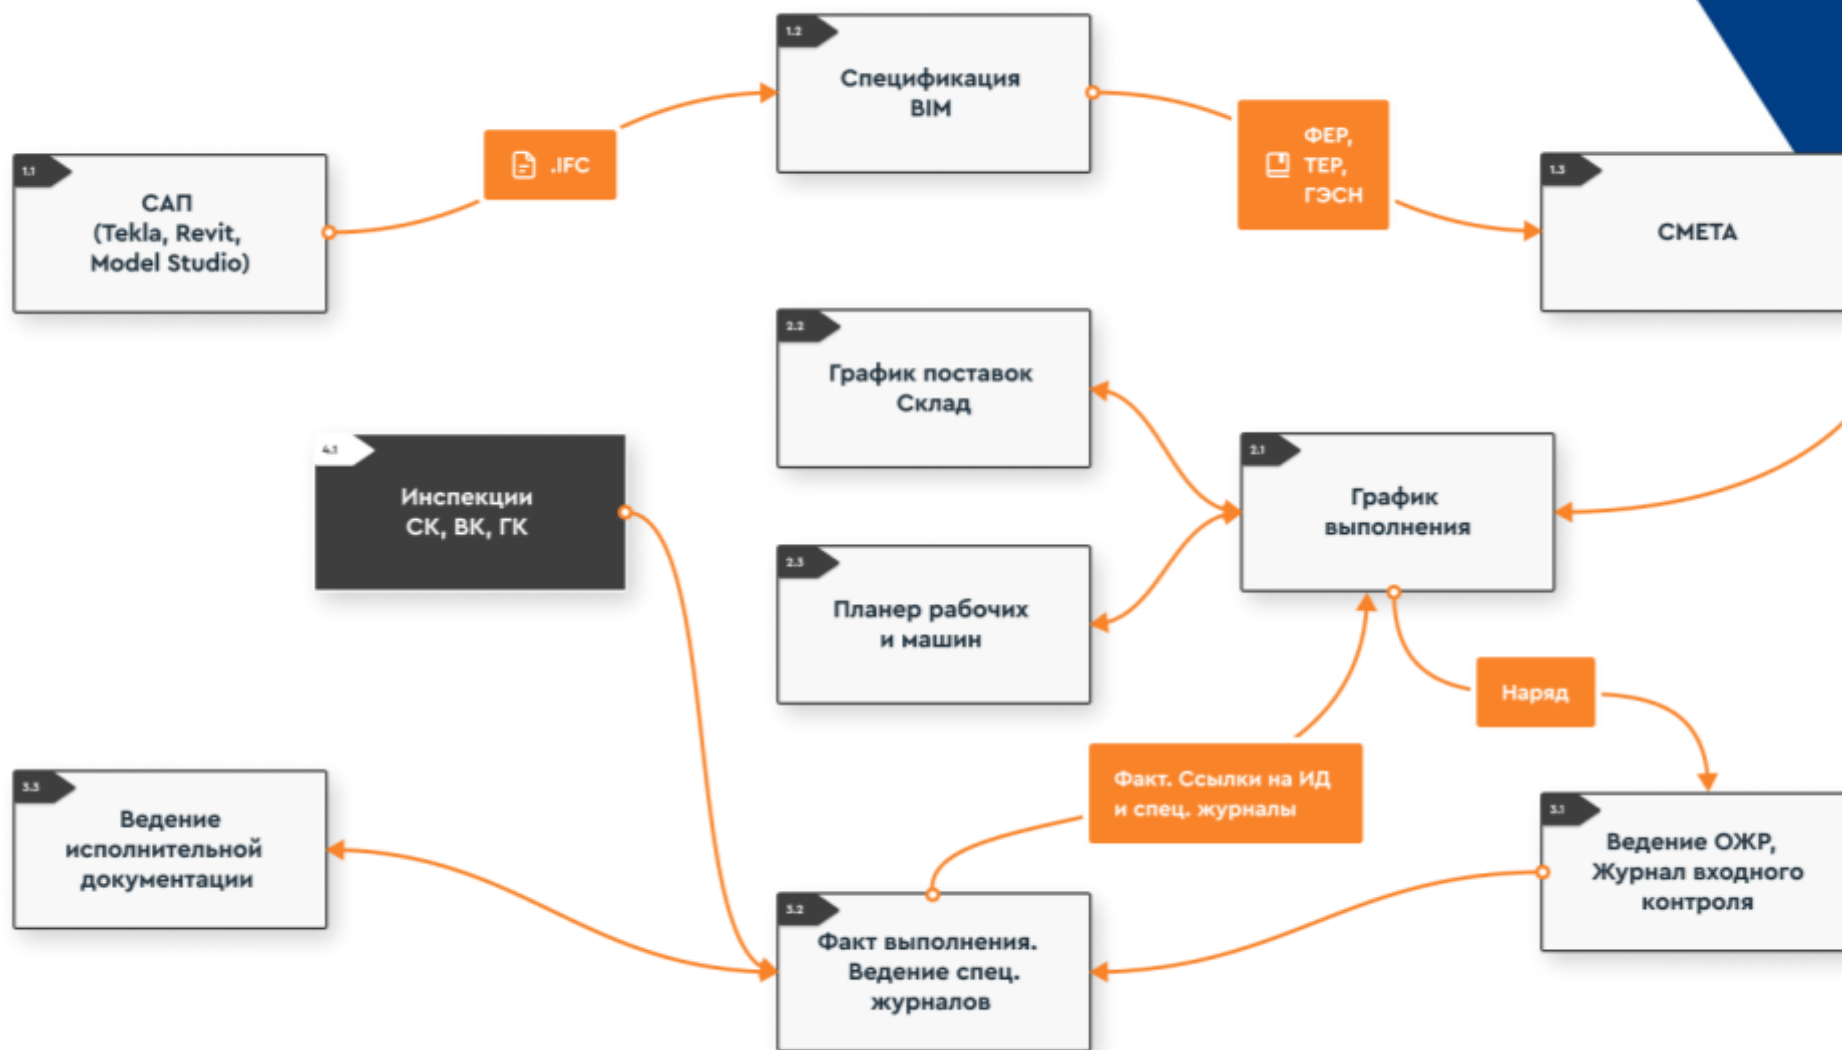 1.1
САП
(Tekla, Revit,
Model Studio)
.IFC
1.2
Спецификация
BIM
ФЕР,
ТЕР,
ГЭСН
1.3
СМЕТА
2.2
График поставок
Склад
4.1
Инспекции
СК, ВК, ГК
2.1
График
выполнения
2.3
Планер рабочих
и машин
Наряд
Факт. Ссылки на ИД
и спец. журналы
3.3
Ведение
исполнительной
документации
3.1
Ведение ОЖР,
Журнал входного
контроля
3.2
Факт выполнения.
Ведение спец.
журналов